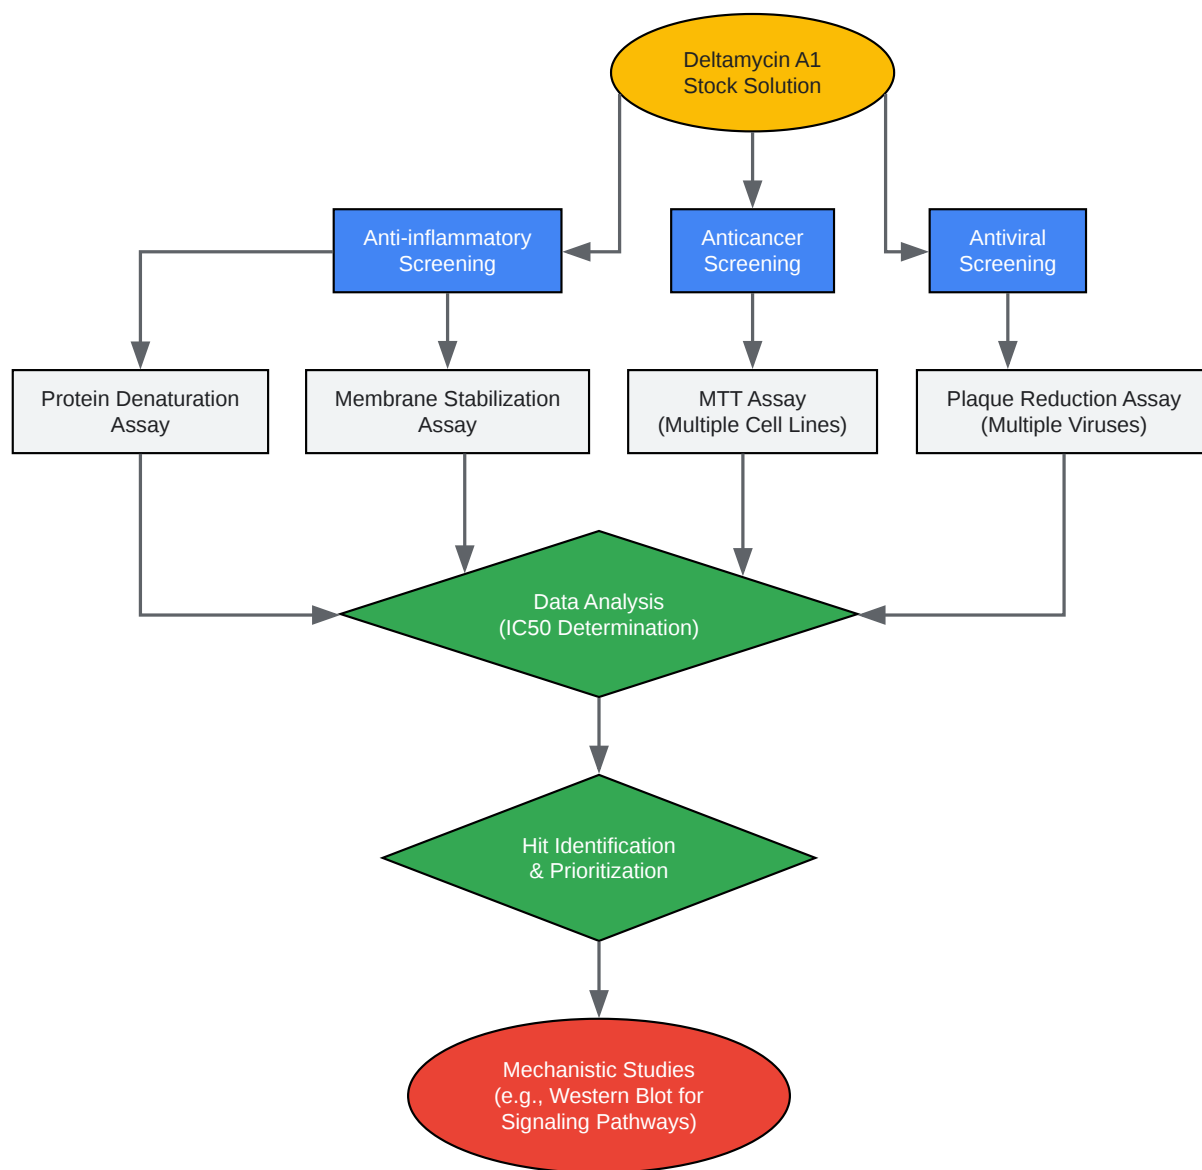 Deltamycin A1
Stock Solution
Anti-inflammatory
Screening
Anticancer
Screening
Antiviral
Screening
Protein Denaturation
Assay
Membrane Stabilization
Assay
MTT Assay
(Multiple Cell Lines)
Plaque Reduction Assay
(Multiple Viruses)
Data Analysis
(IC50 Determination)
Hit Identification
& Prioritization
Mechanistic Studies
(e.g., Western Blot for
Signaling Pathways)